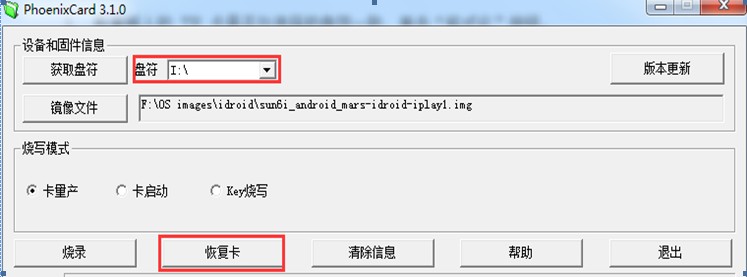 PhoenixCard 3.1.0
设备和固件信息
获取盘符 盘符 I:\ 版本更新
镜像文件 F:\OS images\idroid\sun6i_android_mars-idroid-iplay1.img
烧写模式
卡量产 卡启动 Key烧写
烧录 恢复卡 清除信息 帮助 退出